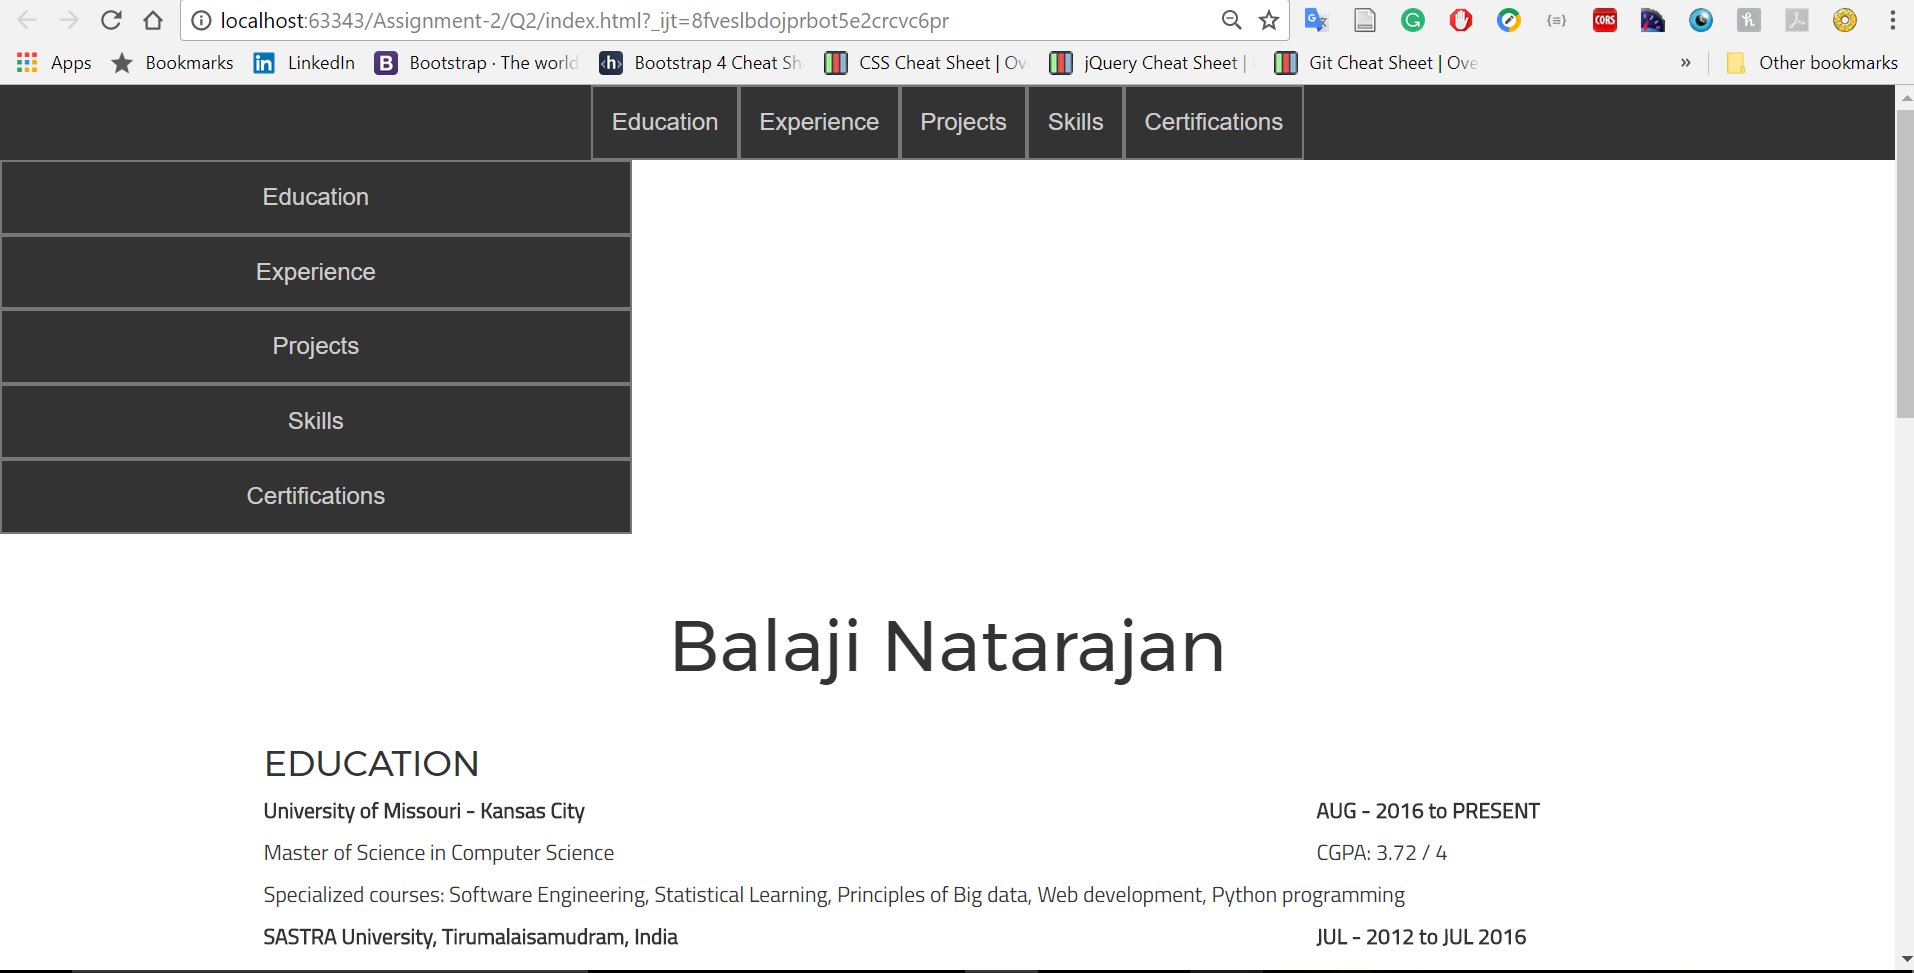 localhost:63343/Assignment-2/Q2/index.html?_ijt=8fveslbdojprbot5e2crcvc6pr
CORS
Apps Bookmarks LinkedIn B Bootstrap · The world <h> Bootstrap 4 Cheat Sh CSS Cheat Sheet | Ov jQuery Cheat Sheet | Git Cheat Sheet | Ove » Other bookmarks
Education Experience Projects Skills Certifications
Education
Experience
Projects
Skills
Certifications
Balaji Natarajan
EDUCATION
University of Missouri - Kansas City AUG - 2016 to PRESENT
Master of Science in Computer Science CGPA: 3.72 / 4
Specialized courses: Software Engineering, Statistical Learning, Principles of Big data, Web development, Python programming
SASTRA University, Tirumalaisamudram, India JUL - 2012 to JUL 2016